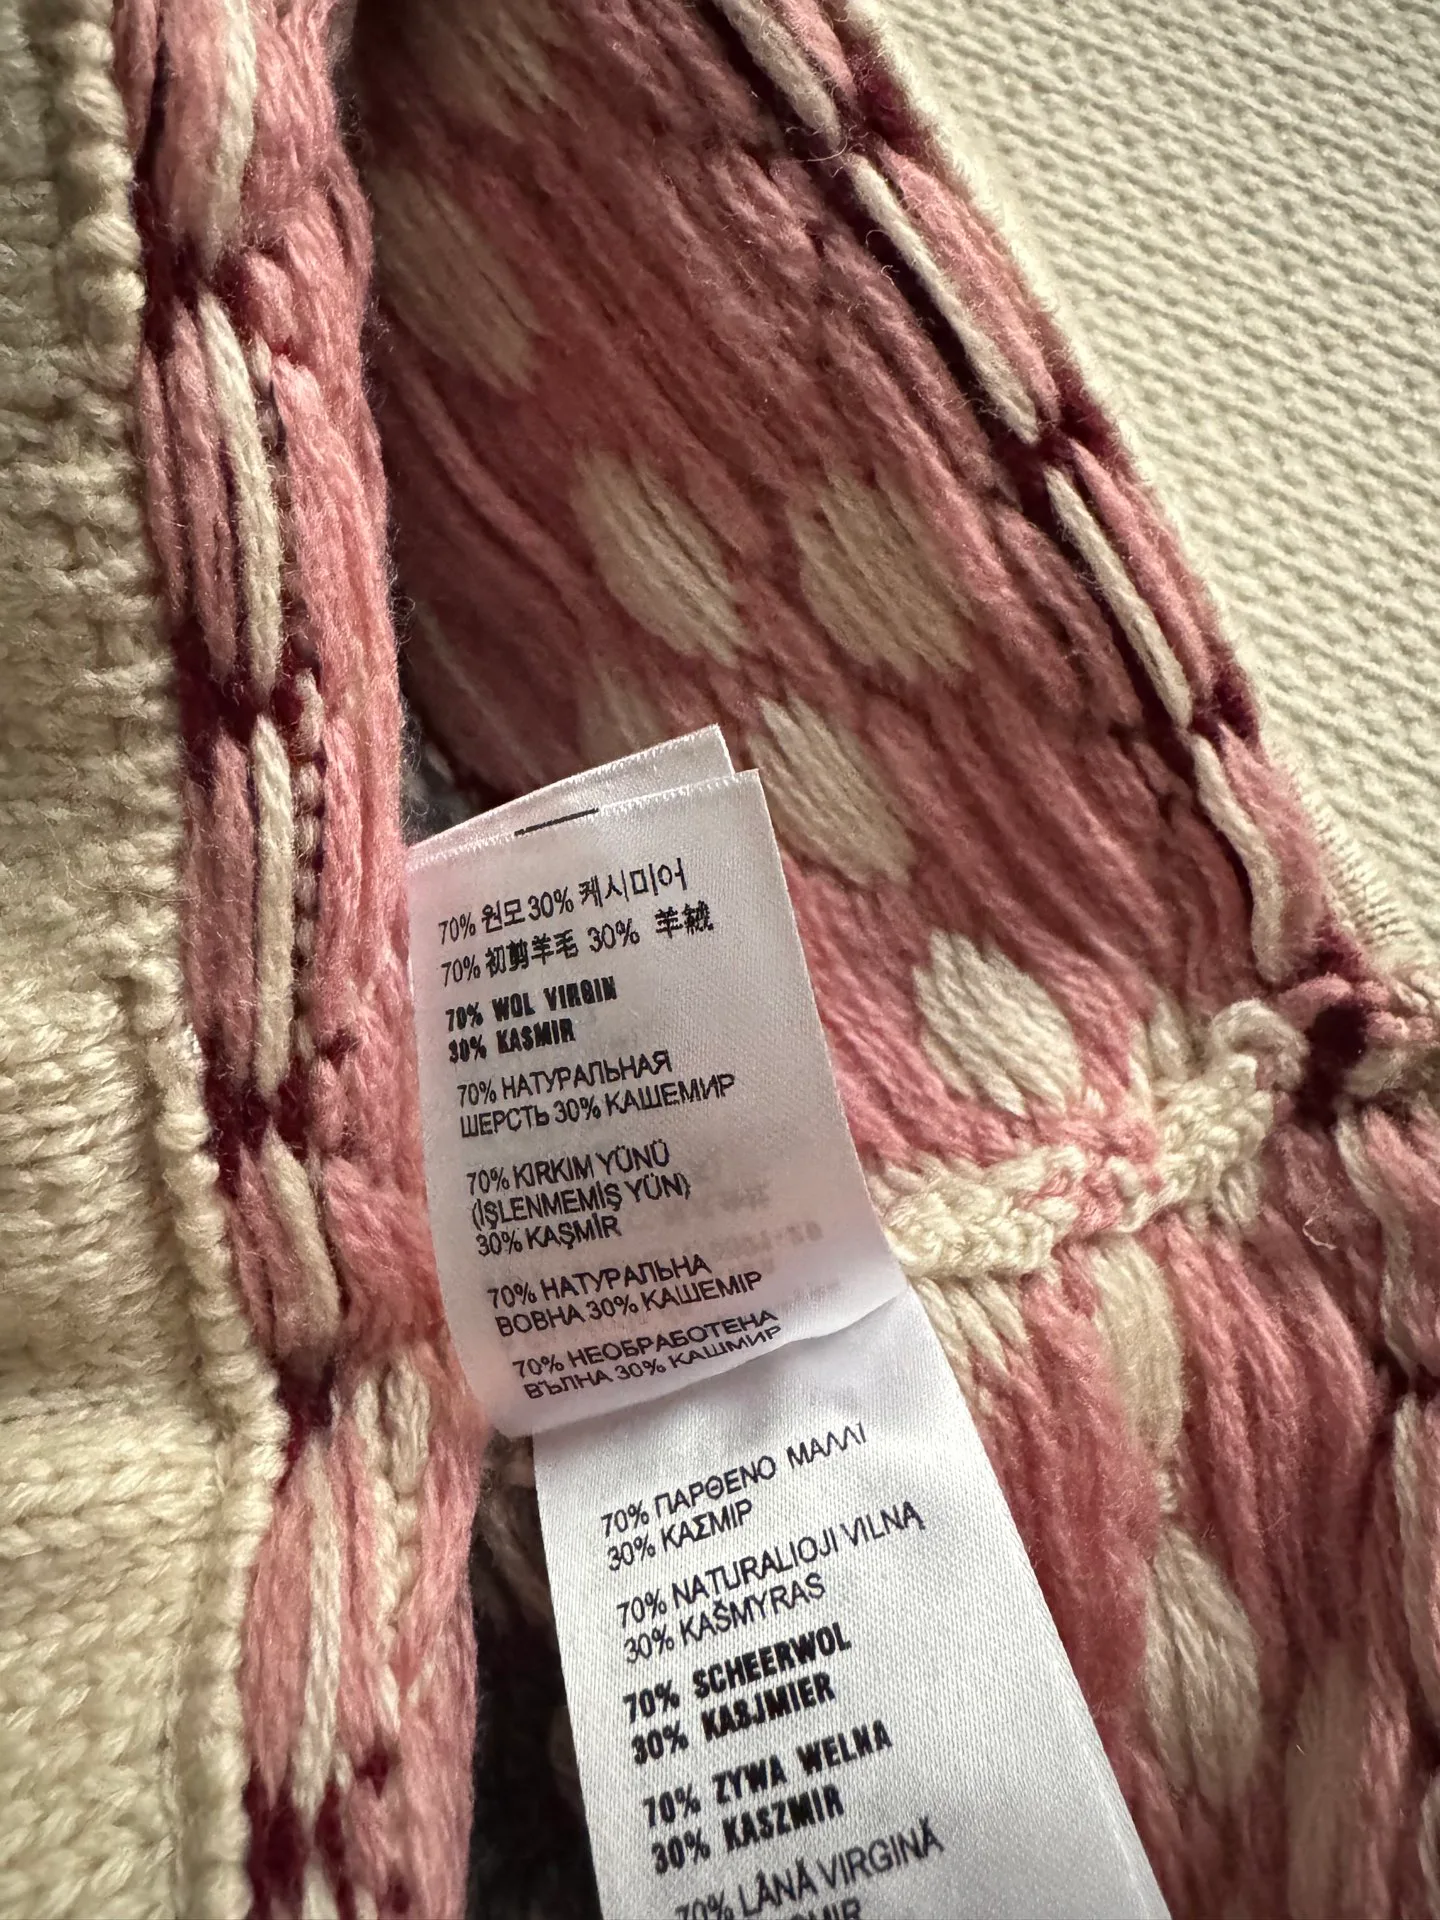 70% 원모 30% 케시미어
70% 初剪羊毛 30% 羊絨
70% WOL VIRGIN
30% KASMIR
70% НАТУРАЛЬНАЯ
ШЕРСТЬ 30% КАШЕМИР
70% KIRKIM YÜNÜ
(İŞLENMEMİŞ YÜN)
30% KAŞMİR
70% НАТУРАЛЬНА
ВОВНА 30% КАШЕМІР
70% НЕОБРАБОТЕНА
ВЪЛНА 30% КАШМИР
70% ΠΑΡΘΕΝΟ ΜΑΛΛΙ
30% ΚΑΣΜΙΡ
70% NATURALIOJI VILNĄ
30% KAŠMYRAS
70% SCHEERWOL
30% KASJMIER
70% ZYWA WELNA
30% KASZMIR
70% LÂNĂ VIRGINĂ